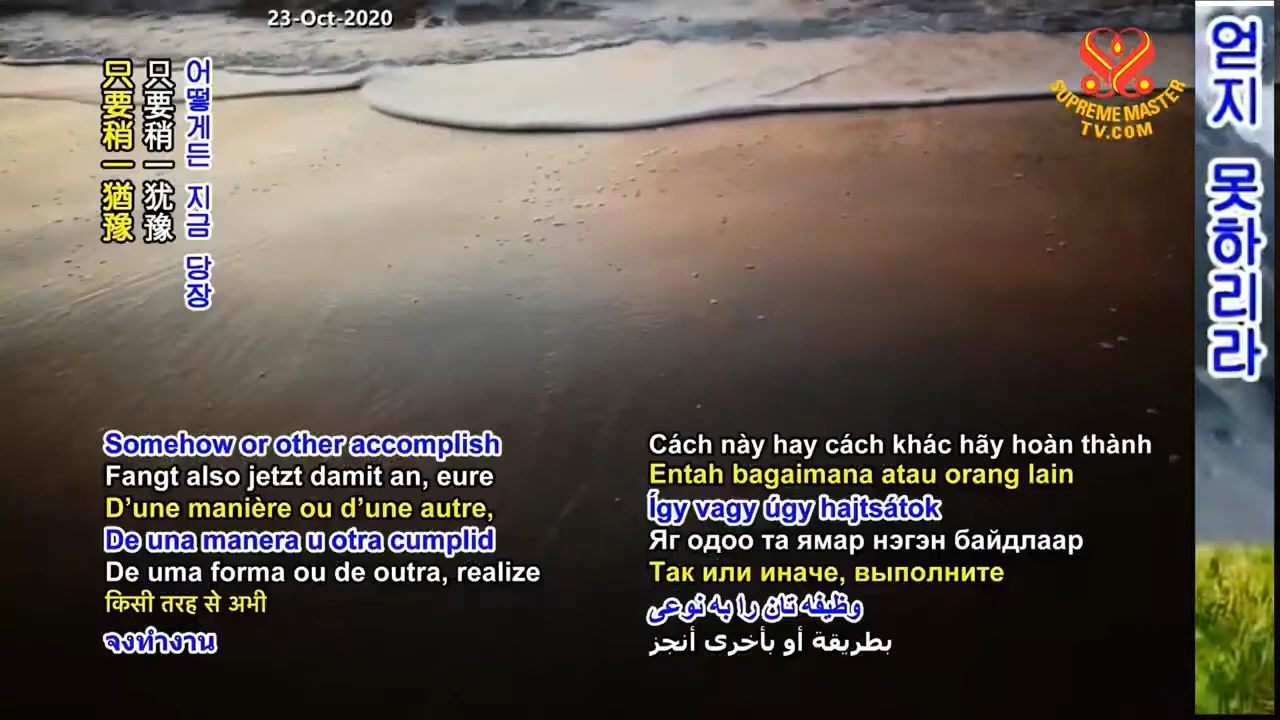 23-Oct-2020
SUPREME MASTER
TV.COM
어떻게든 지금 당장
只要稍一犹豫
只要稍一猶豫
얻지 못하리라
Somehow or other accomplish
Fangt also jetzt damit an, eure
D’une manière ou d’une autre,
De una manera u otra cumplid
De uma forma ou de outra, realize
किसी तरह से अभी
จงทำงาน
Cách này hay cách khác hãy hoàn thành
Entah bagaimana atau orang lain
Így vagy úgy hajtsátok
Яг одоо та ямар нэгэн байдлаар
Так или иначе, выполните
وظیفه تان را به نوعی
بطريقة أو بأخرى أنجز